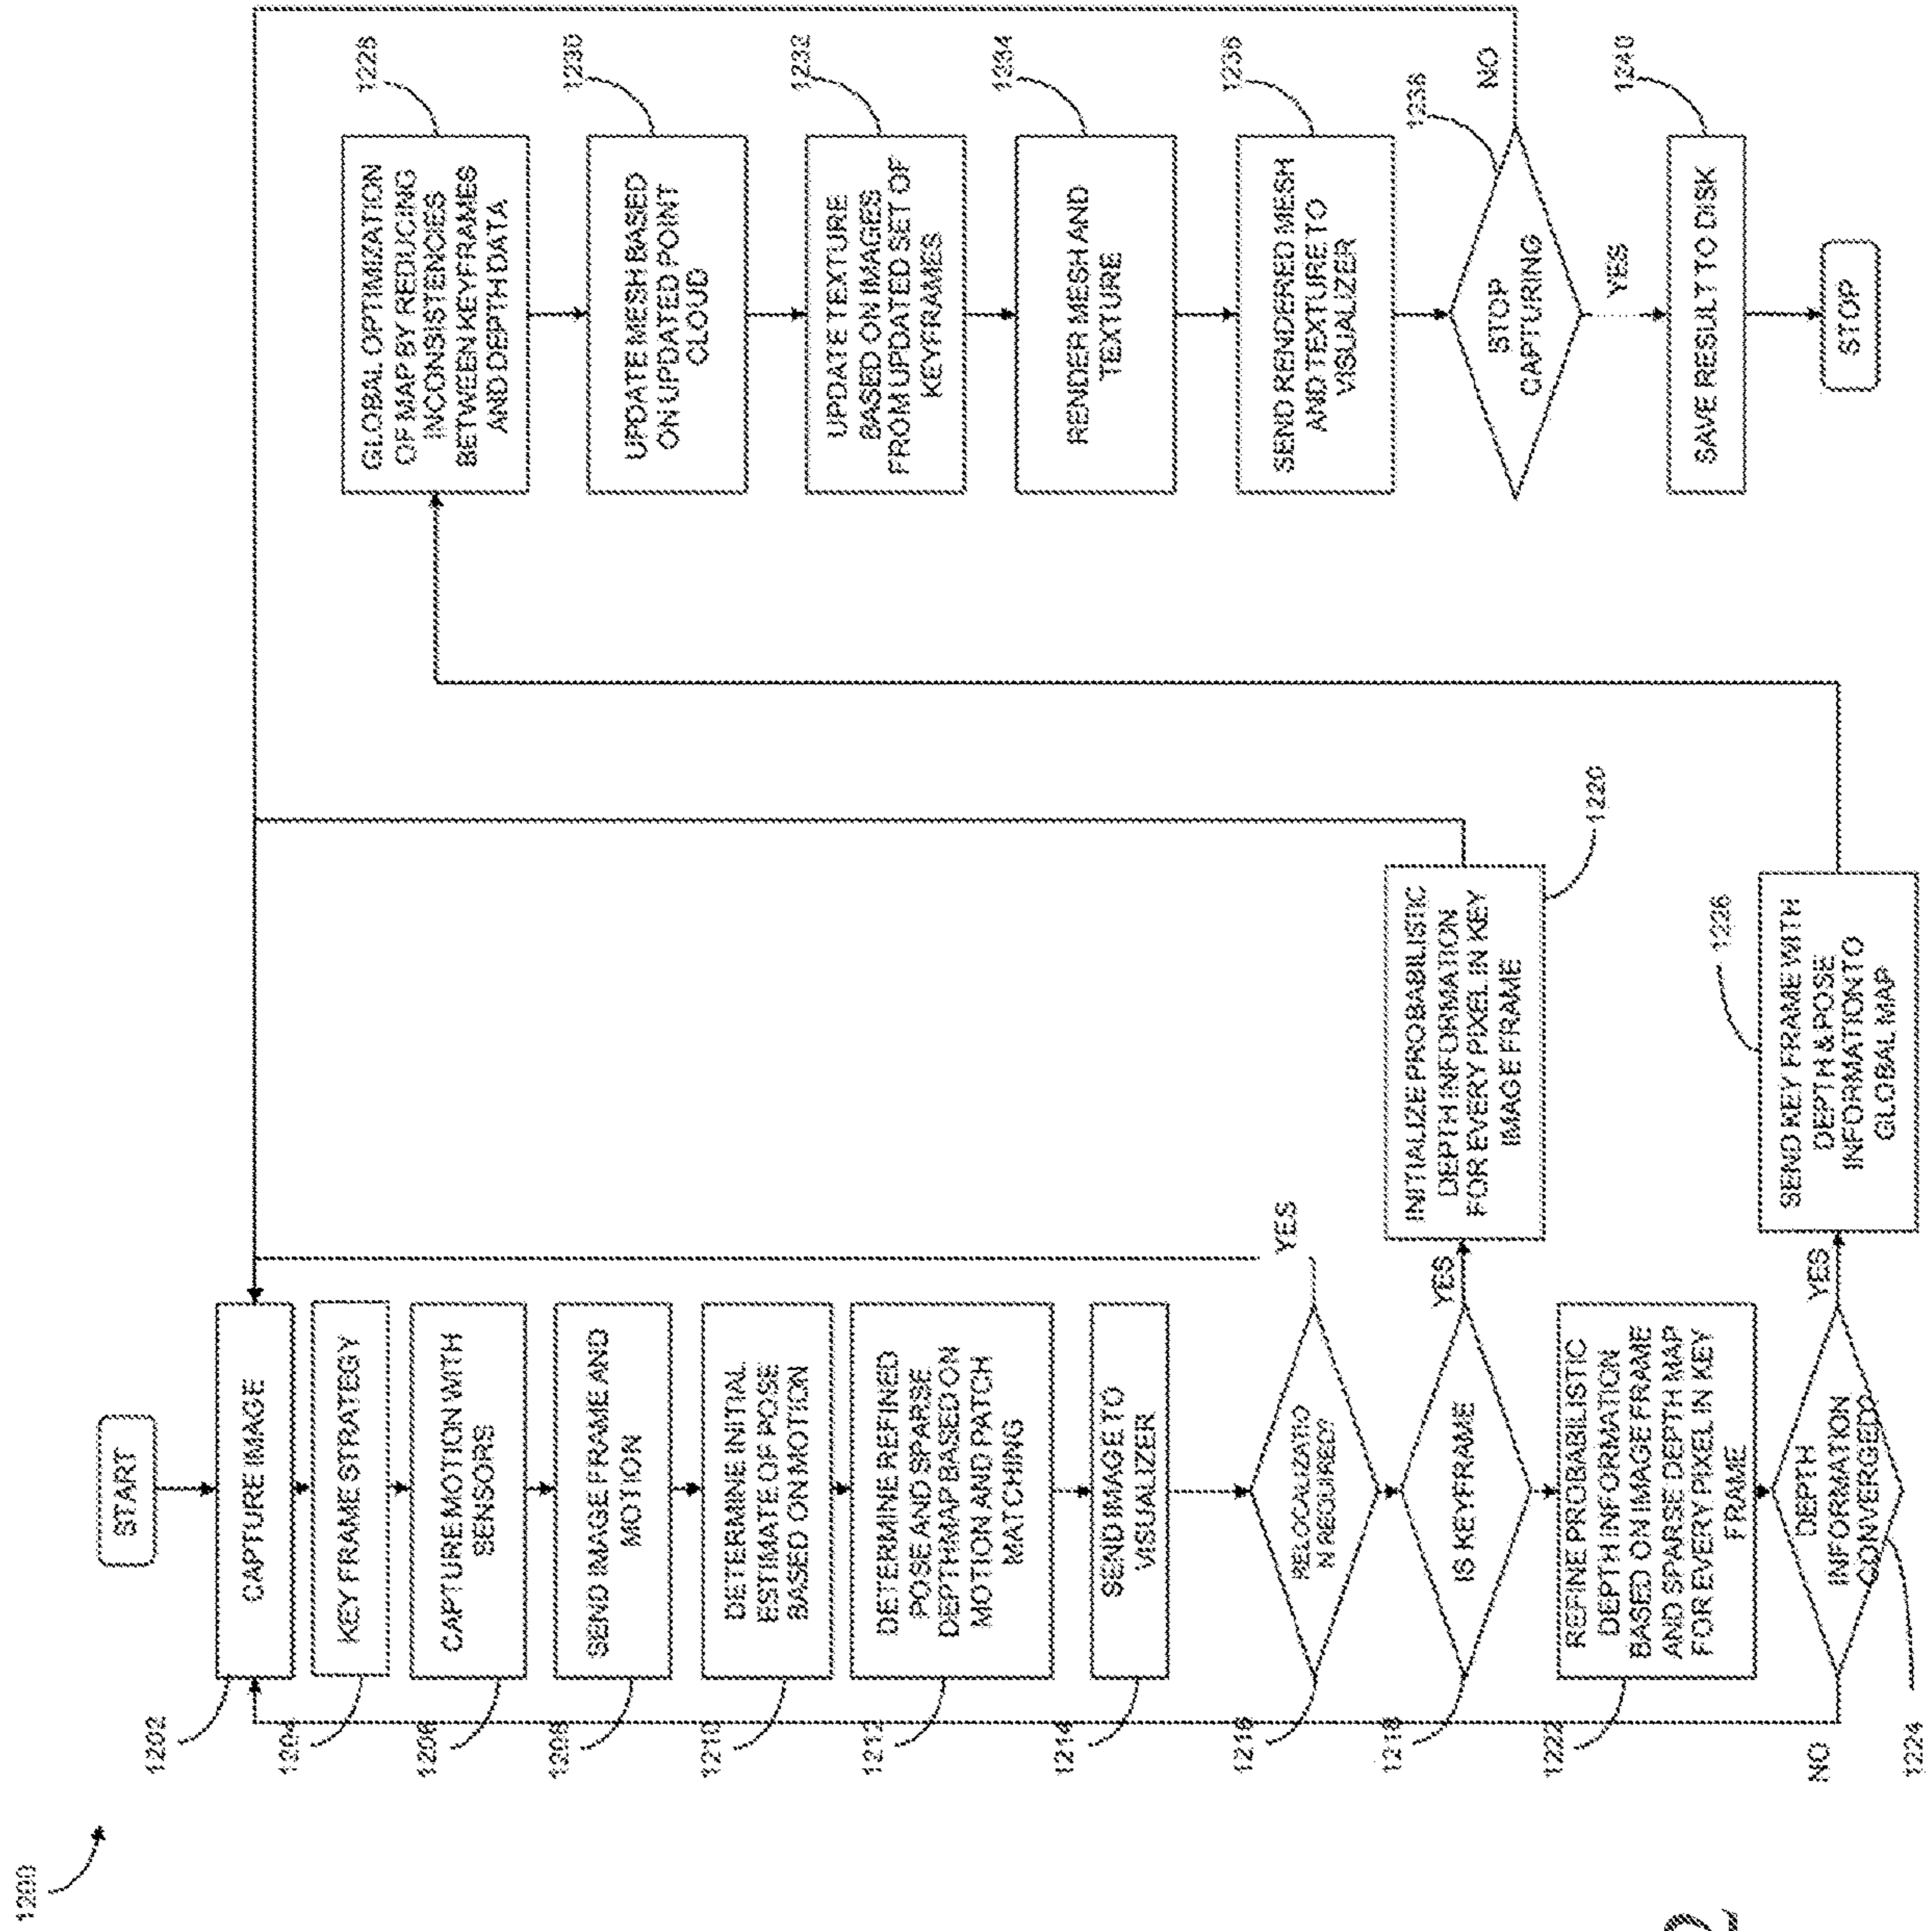 1200
START
CAPTURE IMAGE
1202
KEY FRAME STRATEGY
1204
CAPTURE MOTION WITH
SENSORS
1206
SEND IMAGE FRAME AND
MOTION
1208
DETERMINE INITIAL
ESTIMATE OF POSE
BASED ON MOTION
1210
DETERMINE REFINED
POSE AND SPARSE
DEPTHMAP BASED ON
MOTION AND PATCH
MATCHING
1212
SEND IMAGE TO
VISUALIZER
1214
RELOCALIZATIO
N REQUIRED?
1216
YES
IS KEYFRAME
1218
YES
INITIALIZE PROBABILISTIC
DEPTH INFORMATION
FOR EVERY PIXEL IN KEY
IMAGE FRAME
1220
REFINE PROBABILISTIC
DEPTH INFORMATION
BASED ON IMAGE FRAME
AND SPARSE DEPTH MAP
FOR EVERY PIXEL IN KEY
FRAME
1222
DEPTH
INFORMATION
CONVERGED?
1224
NO
YES
SEND KEY FRAME WITH
DEPTH & POSE
INFORMATIONTO
GLOBAL MAP
1226
GLOBAL OPTIMIZATION
OF MAP BY REDUCING
INCONSISTENCIES
BETWEEN KEYFRAMES
AND DEPTH DATA
1228
UPDATE MESH BASED
ON UPDATED POINT
CLOUD
1230
UPDATE TEXTURE
BASED ON IMAGES
FROM UPDATED SET OF
KEYFRAMES
1232
RENDER MESH AND
TEXTURE
1234
SEND RENDERED MESH
AND TEXTURE TO
VISUALIZER
1236
STOP
CAPTURING
1238
NO
YES
SAVE RESULT TO DISK
1240
STOP